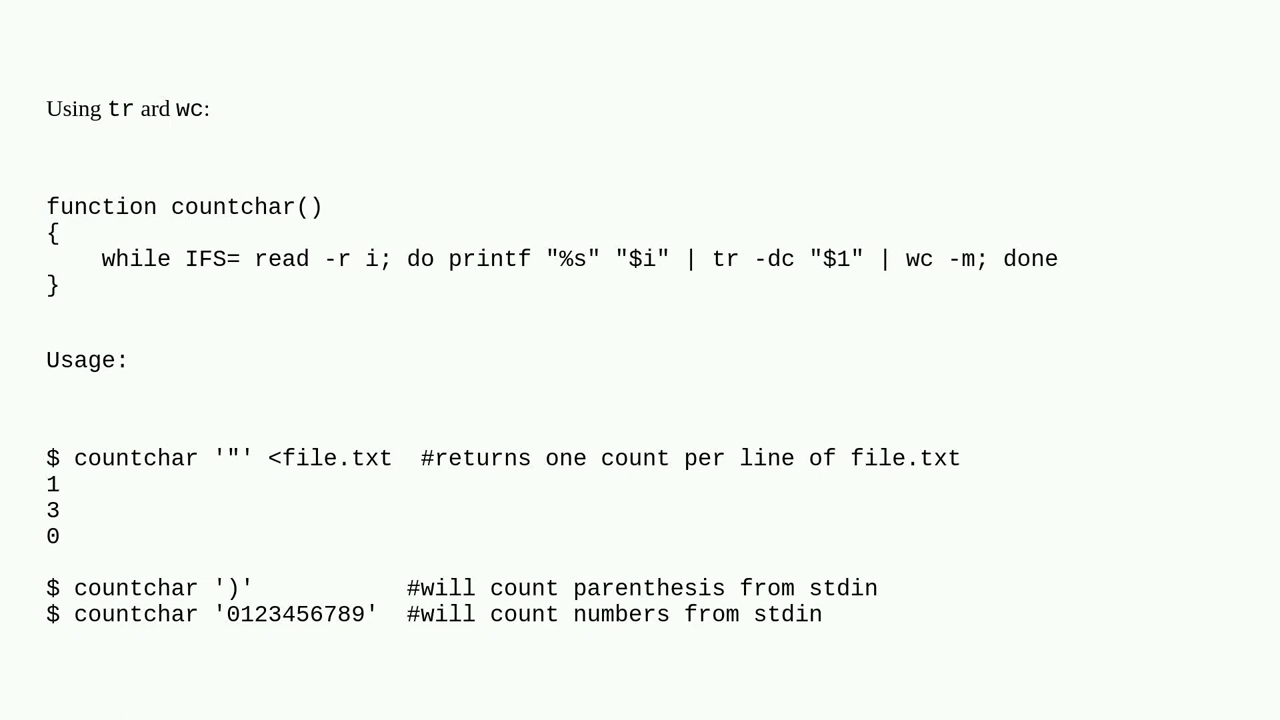 Using tr ard wc:
function countchar()
{
    while IFS= read -r i; do printf "%s" "$i" | tr -dc "$1" | wc -m; done
}
Usage:
$ countchar '"' <file.txt  #returns one count per line of file.txt
1
3
0
$ countchar ')'           #will count parenthesis from stdin
$ countchar '0123456789'  #will count numbers from stdin